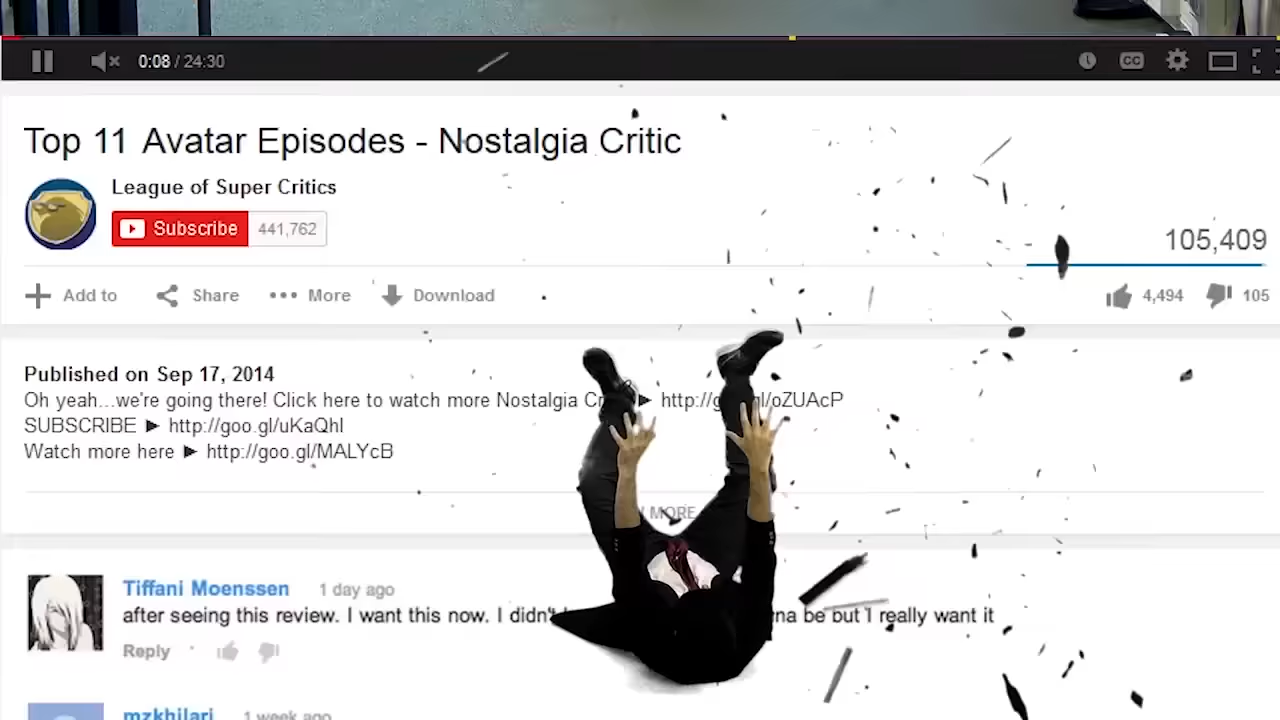 0:08 / 24:30
CC
Top 11 Avatar Episodes - Nostalgia Critic
League of Super Critics
Subscribe 441,762
105,409
Add to Share More Download
4,494 105
Published on Sep 17, 2014
Oh yeah...we're going there! Click here to watch more Nostalgia ► 
SUBSCRIBE ► http://goo.gl/uKaQhl
Watch more here ► http://goo.gl/MALYcB
MORE
Tiffani Moenssen 1 day ago
after seeing this review. I want this now. I didn't be but I really want it
Reply
mzkhilari 1 week ago